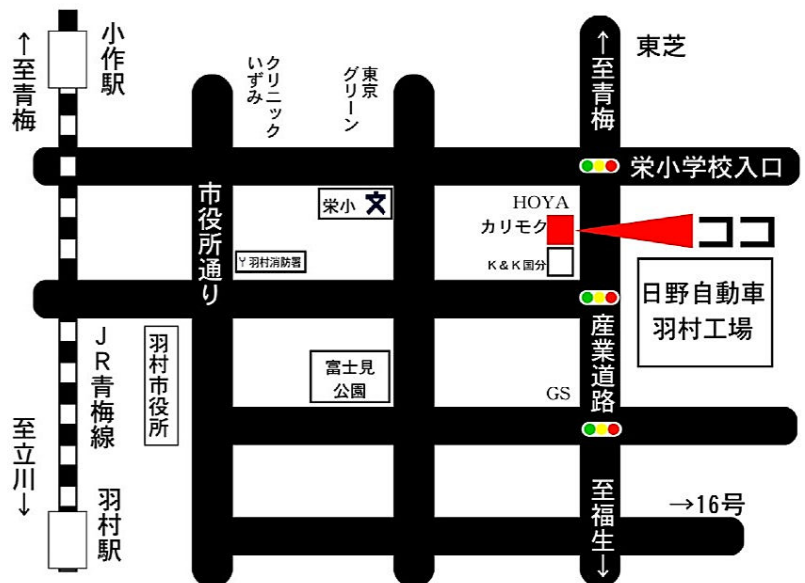 小作駅
↑至青梅
クリニック
いずみ
東京
グリーン
↑至青梅
東芝
栄小学校入口
市役所通り
栄小 文
HOYA
カリモク
ココ
Y羽村消防署
K&K国分
日野自動車
羽村工場
JR青梅線
羽村市役所
富士見
公園
産業道路
GS
至立川↓
羽村駅
至福生↓
→16号